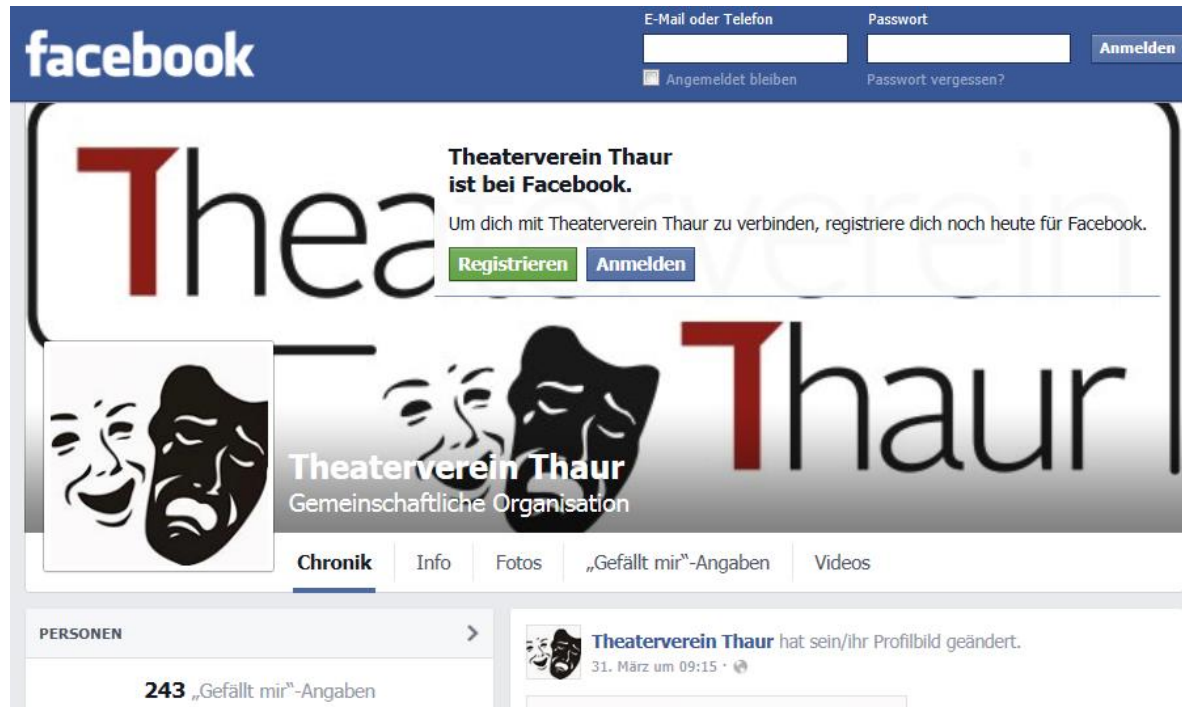 facebook
E-Mail oder Telefon
Passwort
Anmelden
Angemeldet bleiben
Passwort vergessen?
Theaterverein
Theaterverein Thaur
ist bei Facebook.
Um dich mit Theaterverein Thaur zu verbinden, registriere dich noch heute für Facebook.
Registrieren
Anmelden
Thaur
Theaterverein Thaur
Gemeinschaftliche Organisation
Chronik
Info
Fotos
„Gefällt mir“-Angaben
Videos
PERSONEN
243 „Gefällt mir“-Angaben
Theaterverein Thaur hat sein/ihr Profilbild geändert.
31. März um 09:15 ·